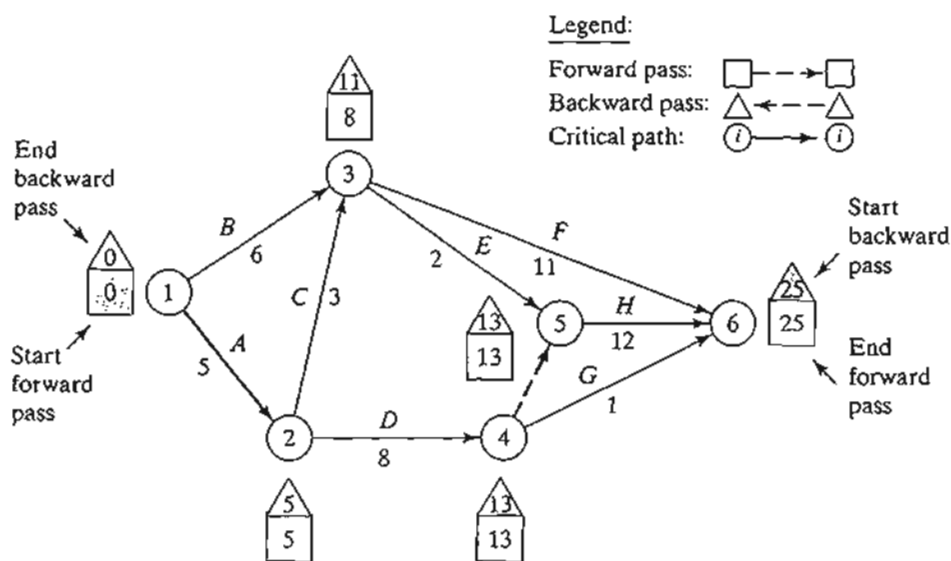 Legend:
Forward pass:
Backward pass:
Critical path: i i
11
8
3
End
backward
pass
0
0
1
Start
forward
pass
B
6
C 3
A
5
E
2
F
11
Start
backward
pass
13
13
5
H
12
6
25
25
End
forward
pass
G
1
2
D
8
4
5
5
13
13